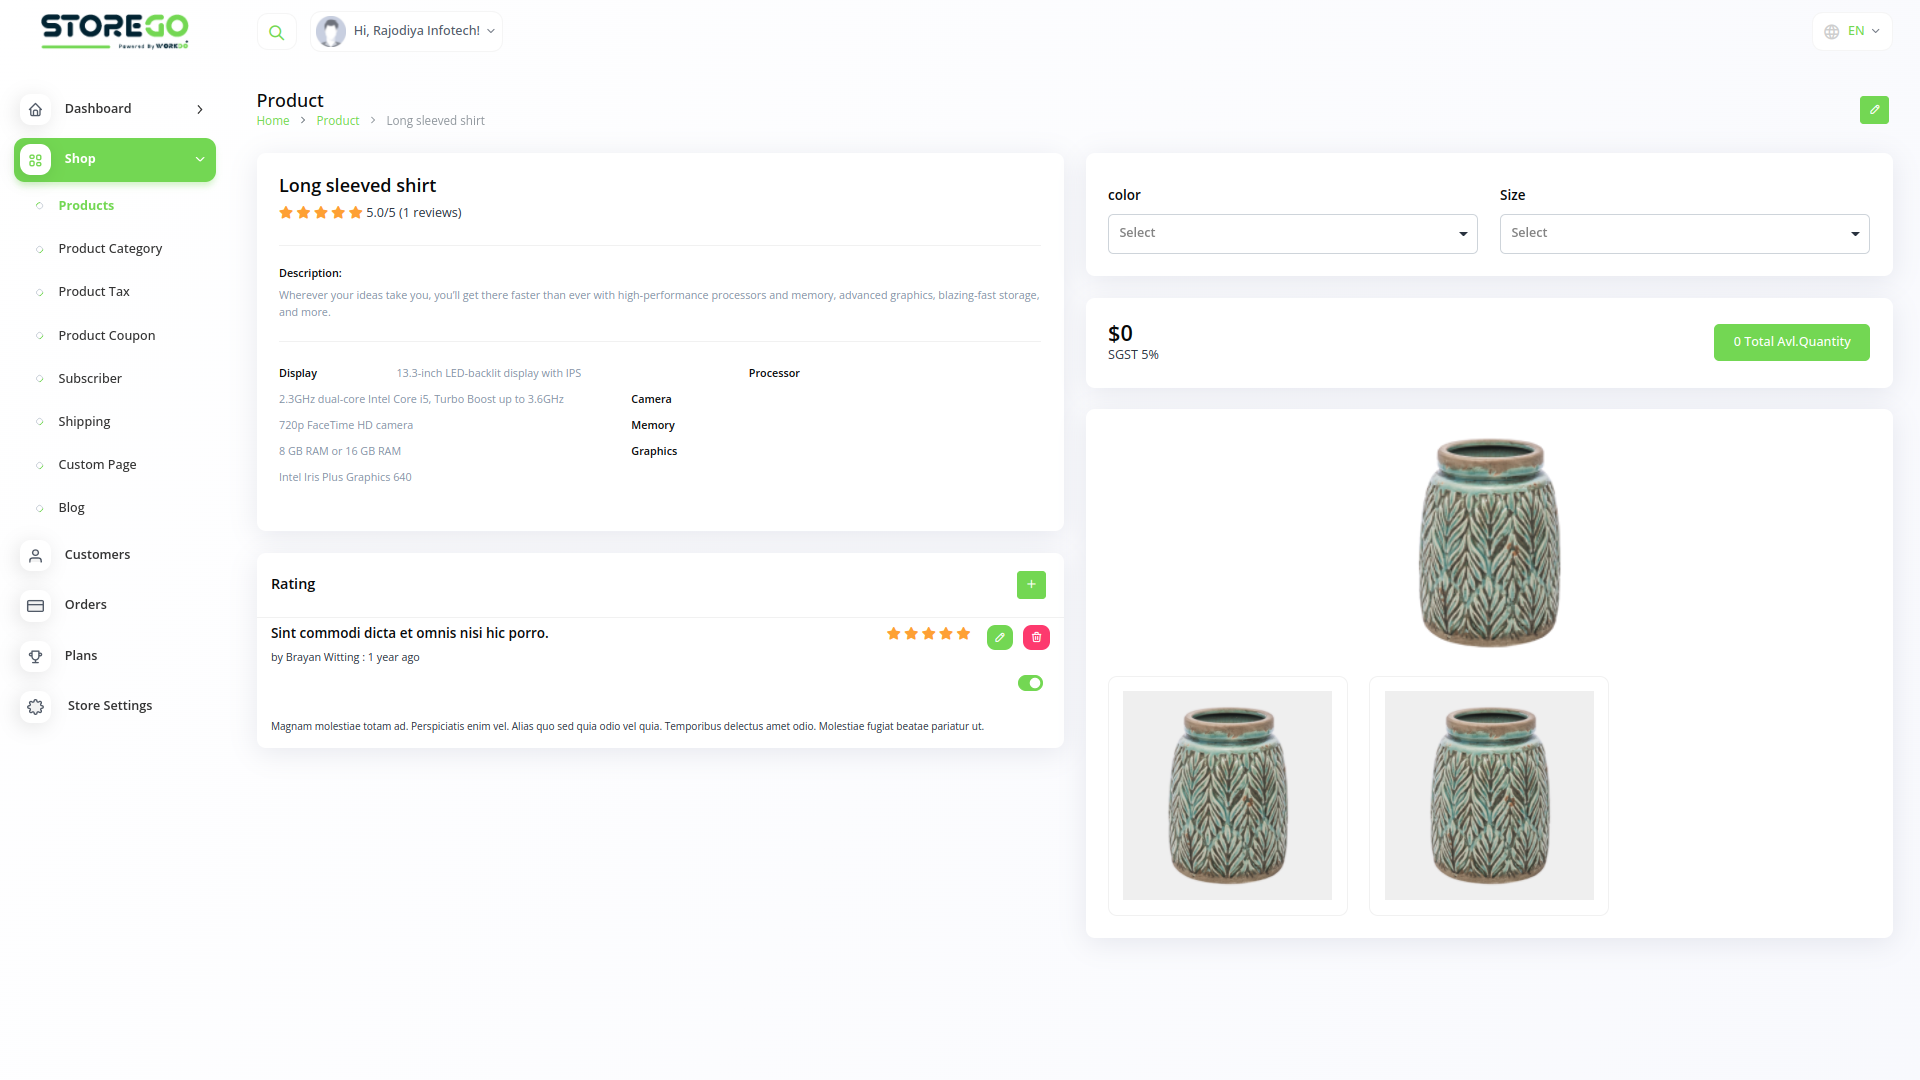 STOREGO
Powered By WORKDO
Hi, Rajodiya Infotech!
EN
Dashboard
Shop
Products
Product Category
Product Tax
Product Coupon
Subscriber
Shipping
Custom Page
Blog
Customers
Orders
Plans
Store Settings
Product
Home > Product > Long sleeved shirt
Long sleeved shirt
5.0/5 (1 reviews)
Description:
Wherever your ideas take you, you'll get there faster than ever with high-performance processors and memory, advanced graphics, blazing-fast storage,
and more.
Display 13.3-inch LED-backlit display with IPS Processor
2.3GHz dual-core Intel Core i5, Turbo Boost up to 3.6GHz Camera
720p FaceTime HD camera Memory
8 GB RAM or 16 GB RAM Graphics
Intel Iris Plus Graphics 640
Rating
+
Sint commodi dicta et omnis nisi hic porro.
by Brayan Witting : 1 year ago
Magnam molestiae totam ad. Perspiciatis enim vel. Alias quo sed quia odio vel quia. Temporibus delectus amet odio. Molestiae fugiat beatae pariatur ut.
color
Select
Size
Select
$0
SGST 5%
0 Total Avl.Quantity